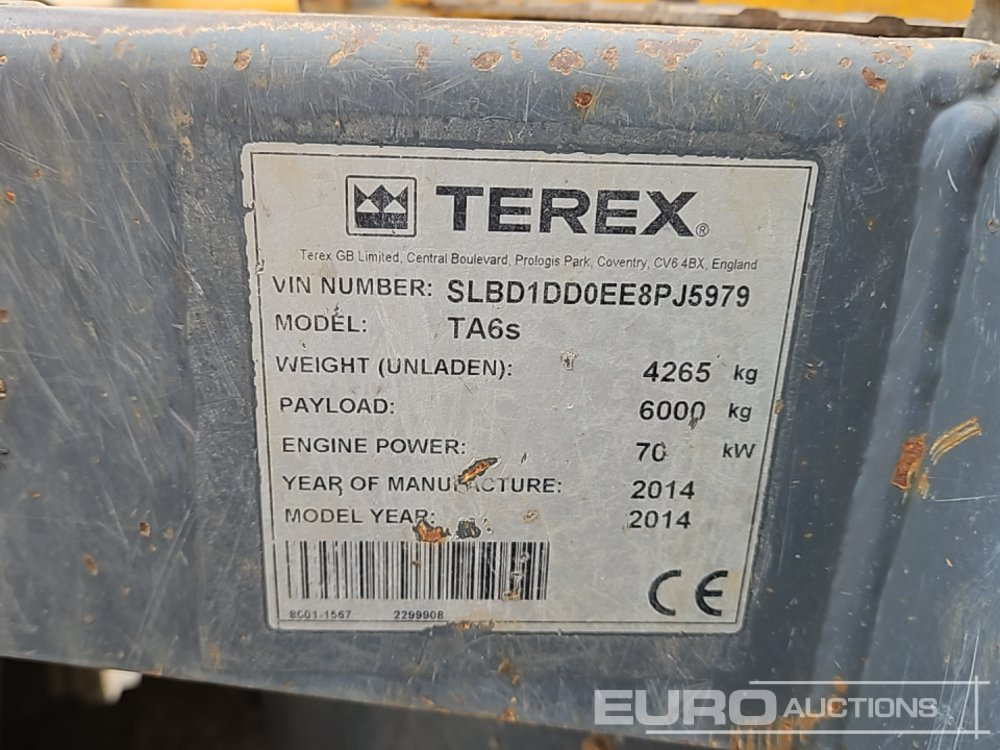 TEREX®
Terex GB Limited, Central Boulevard, Prologis Park, Coventry, CV6 4BX, England
VIN NUMBER: SLBD1DD0EE8PJ5979
MODEL: TA6s
WEIGHT (UNLADEN): 4265 kg
PAYLOAD: 6000 kg
ENGINE POWER: 70 kW
YEAR OF MANUFACTURE: 2014
MODEL YEAR: 2014
CE
8001-1567 2299908
EURO AUCTIONS